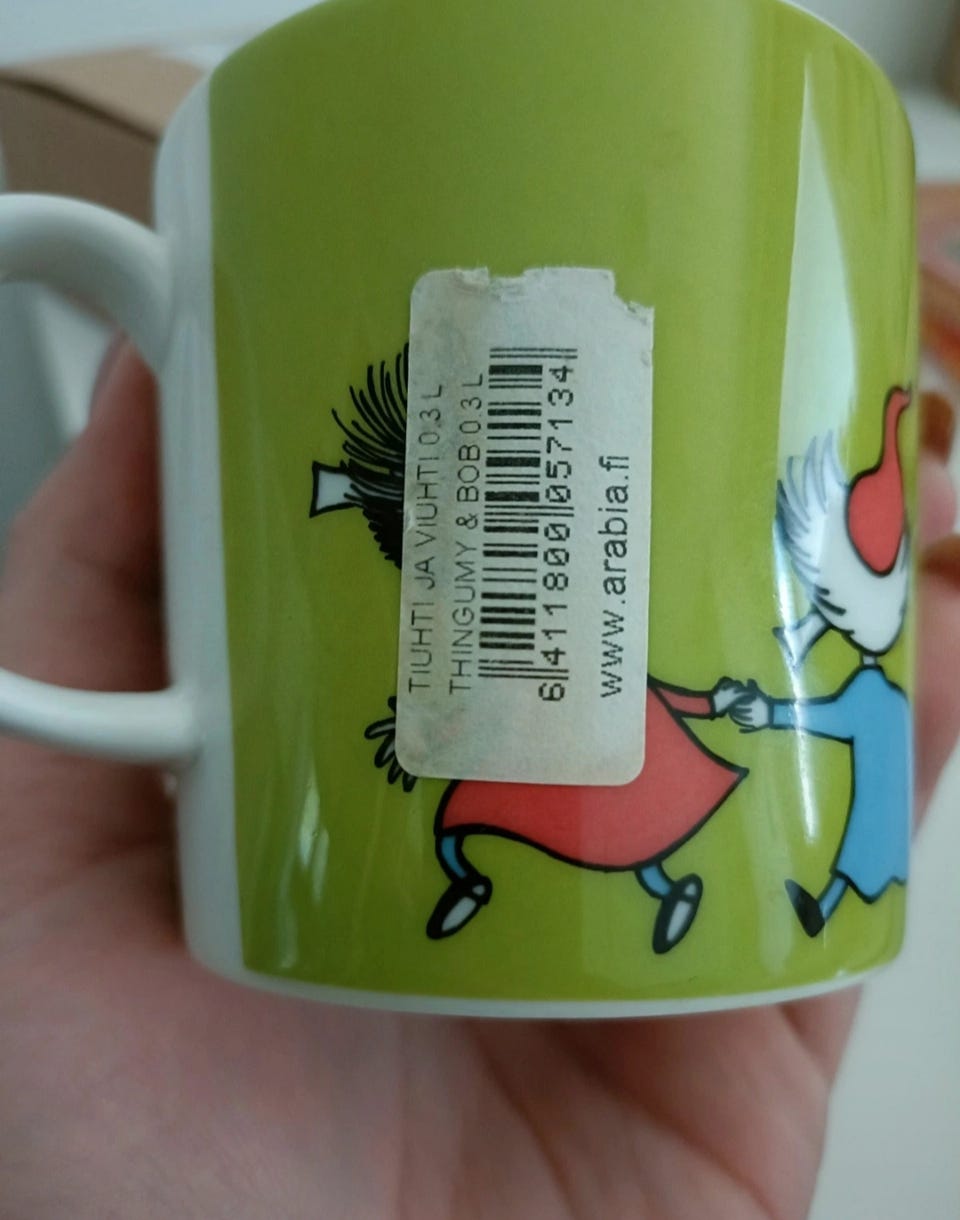 TIUHTI JA VIUHTI 0.3 L
THINGUMY & BOB 0.3 L
6 411800 057134
www.arabia.fi